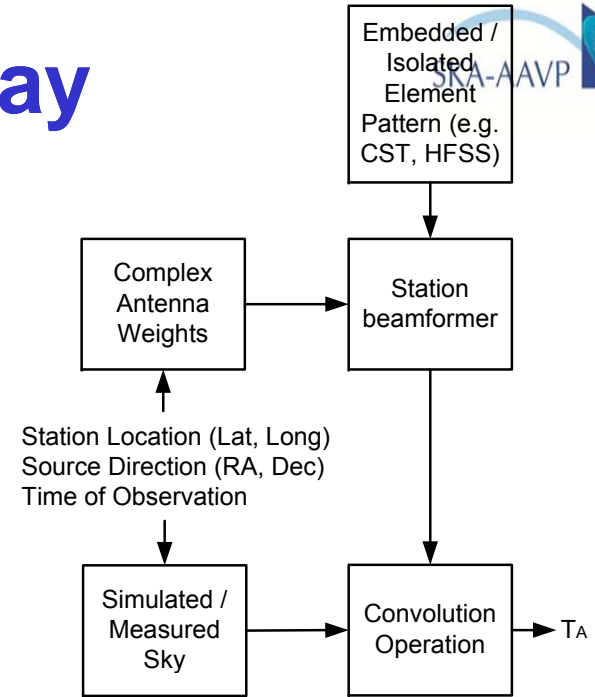 ay
SKA-AAVP
Embedded /
Isolated
Element
Pattern (e.g.
CST, HFSS)
Complex
Antenna
Weights
Station
beamformer
Station Location (Lat, Long)
Source Direction (RA, Dec)
Time of Observation
Simulated /
Measured
Sky
Convolution
Operation
TA